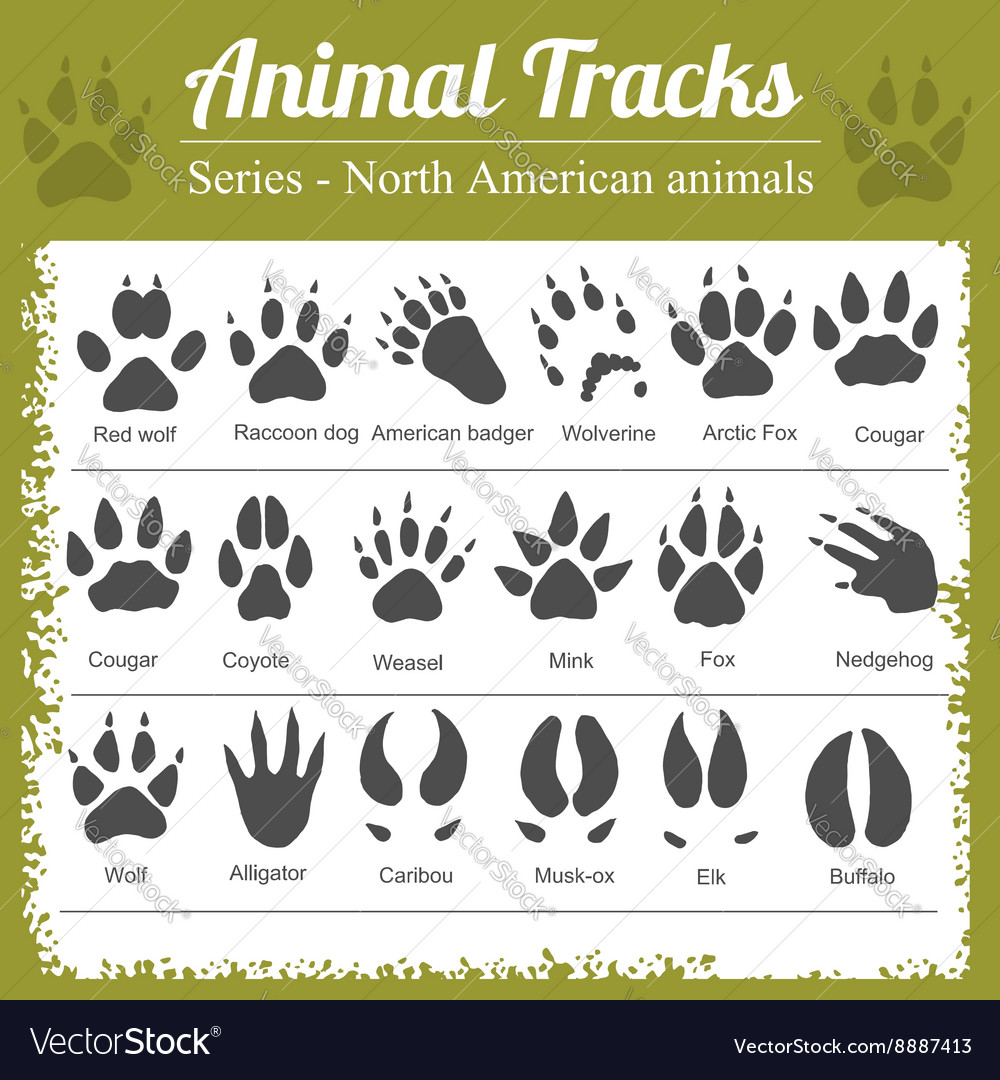 Animal Tracks
Series - North American animals
Red wolf Raccoon dog American badger Wolverine Arctic Fox Cougar
Cougar Coyote Weasel Mink Fox Nedgehog
Wolf Alligator Caribou Musk-ox Elk Buffalo
VectorStock® VectorStock.com/8887413